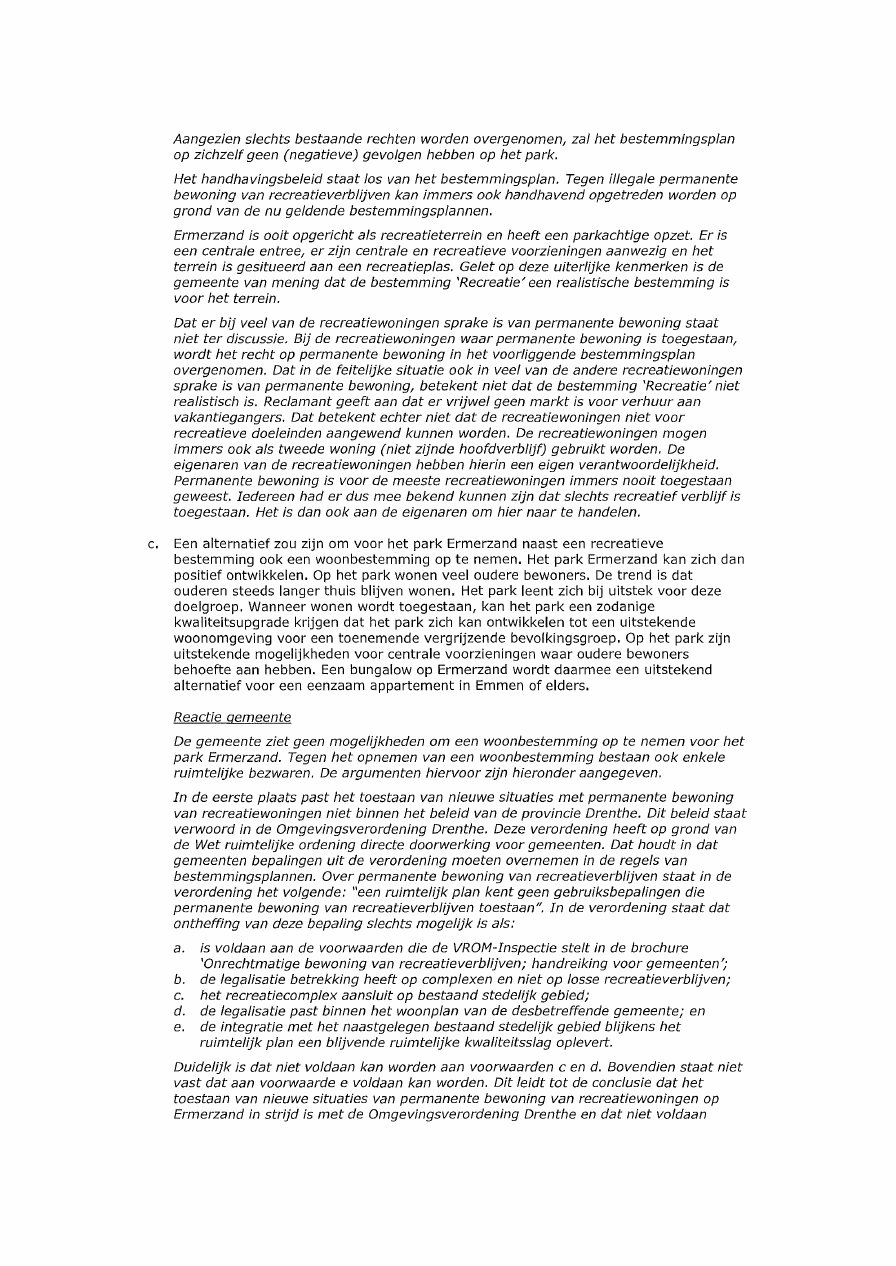 Aangezien slechts bestaande rechten worden overgenomen, zal het bestemmingsplan
op zichzelf geen (negatieve) gevolgen hebben op het park.
Het handhavingsbeleid staat los van het bestemmingsplan. Tegen illegale permanente
bewoning van recreatieverblijven kan immers ook handhavend opgetreden worden op
grond van de nu geldende bestemmingsplannen.
Ermerzand is ooit opgericht als recreatieterrein en heeft een parkachtige opzet. Er is
een centrale entree, er zijn centrale en recreatieve voorzieningen aanwezig en het
terrein is gesitueerd aan een recreatieplas. Gelet op deze uiterlijke kenmerken is de
gemeente van mening dat de bestemming 'Recreatie' een realistische bestemming is
voor het terrein.
Dat er bij veel van de recreatiewoningen sprake is van permanente bewoning staat
niet ter discussie. Bij de recreatiewoningen waar permanente bewoning is toegestaan,
wordt het recht op permanente bewoning in het voorliggende bestemmingsplan
overgenomen. Dat in de feitelijke situatie ook in veel van de andere recreatiewoningen
sprake is van permanente bewoning, betekent niet dat de bestemming 'Recreatie' niet
realistisch is. Reclamant geeft aan dat er vrijwel geen markt is voor verhuur aan
vakantiegangers. Dat betekent echter niet dat de recreatiewoningen niet voor
recreatieve doeleinden aangewend kunnen worden. De recreatiewoningen mogen
immers ook als tweede woning (niet zijnde hoofdverblijf) gebruikt worden. De
eigenaren van de recreatiewoningen hebben hierin een eigen verantwoordelijkheid.
Permanente bewoning is voor de meeste recreatiewoningen immers nooit toegestaan
geweest. Iedereen had er dus mee bekend kunnen zijn dat slechts recreatief verblijf is
toegestaan. Het is dan ook aan de eigenaren om hier naar te handelen.
c. Een alternatief zou zijn om voor het park Ermerzand naast een recreatieve
bestemming ook een woonbestemming op te nemen. Het park Ermerzand kan zich dan
positief ontwikkelen. Op het park wonen veel oudere bewoners. De trend is dat
ouderen steeds langer thuis blijven wonen. Het park leent zich bij uitstek voor deze
doelgroep. Wanneer wonen wordt toegestaan, kan het park een zodanige
kwaliteitsupgrade krijgen dat het park zich kan ontwikkelen tot een uitstekende
woonomgeving voor een toenemende vergrijzende bevolkingsgroep. Op het park zijn
uitstekende mogelijkheden voor centrale voorzieningen waar oudere bewoners
behoefte aan hebben. Een bungalow op Ermerzand wordt daarmee een uitstekend
alternatief voor een eenzaam appartement in Emmen of elders.
Reactie gemeente
De gemeente ziet geen mogelijkheden om een woonbestemming op te nemen voor het
park Ermerzand. Tegen het opnemen van een woonbestemming bestaan ook enkele
ruimtelijke bezwaren. De argumenten hiervoor zijn hieronder aangegeven.
In de eerste plaats past het toestaan van nieuwe situaties met permanente bewoning
van recreatiewoningen niet binnen het beleid van de provincie Drenthe. Dit beleid staat
verwoord in de Omgevingsverordening Drenthe. Deze verordening heeft op grond van
de Wet ruimtelijke ordening directe doorwerking voor gemeenten. Dat houdt in dat
gemeenten bepalingen uit de verordening moeten overnemen in de regels van
bestemmingsplannen. Over permanente bewoning van recreatieverblijven staat in de
verordening het volgende: "een ruimtelijk plan kent geen gebruiksbepalingen die
permanente bewoning van recreatieverblijven toestaan". In de verordening staat dat
ontheffing van deze bepaling slechts mogelijk is als:
a. is voldaan aan de voorwaarden die de VROM-Inspectie stelt in de brochure
'Onrechtmatige bewoning van recreatieverblijven; handreiking voor gemeenten';
b. de legalisatie betrekking heeft op complexen en niet op losse recreatieverblijven;
c. het recreatiecomplex aansluit op bestaand stedelijk gebied;
d. de legalisatie past binnen het woonplan van de desbetreffende gemeente; en
e. de integratie met het naastgelegen bestaand stedelijk gebied blijkens het
ruimtelijk plan een blijvende ruimtelijke kwaliteitsslag oplevert.
Duidelijk is dat niet voldaan kan worden aan voorwaarden c en d. Bovendien staat niet
vast dat aan voorwaarde e voldaan kan worden. Dit leidt tot de conclusie dat het
toestaan van nieuwe situaties van permanente bewoning van recreatiewoningen op
Ermerzand in strijd is met de Omgevingsverordening Drenthe en dat niet voldaan